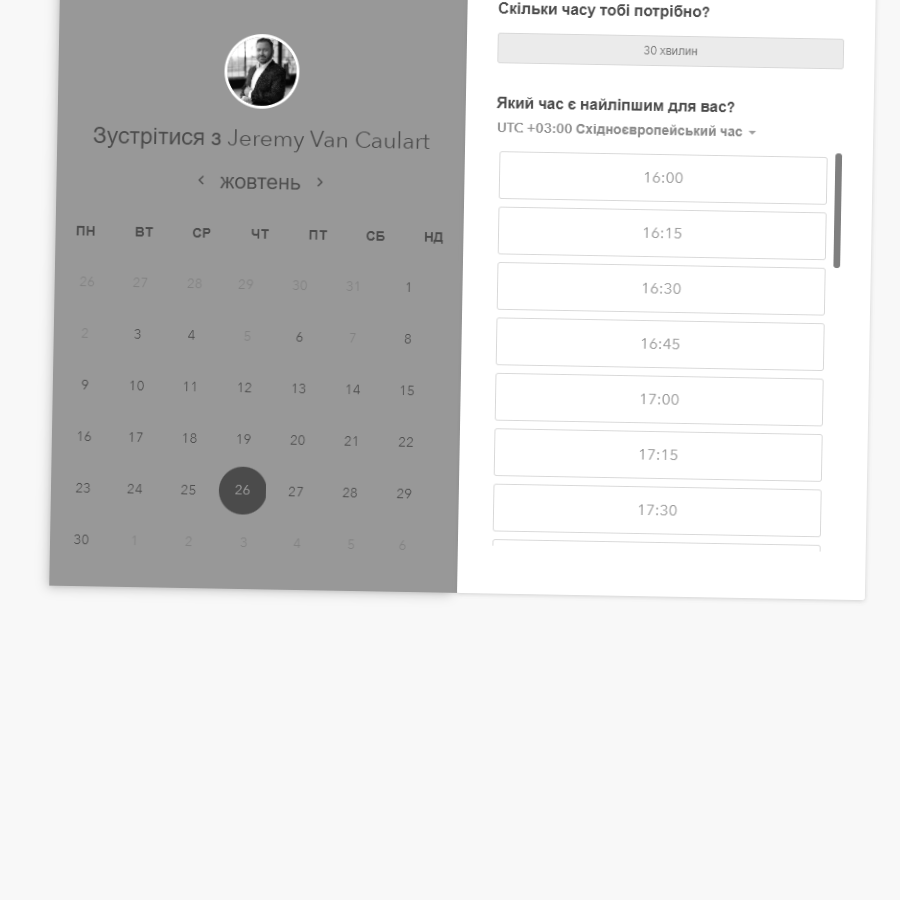 Зустрітися з Jeremy Van Caulart
жовтень
ПН ВТ СР ЧТ ПТ СБ НД
26 27 28 29 30 31 1
2 3 4 5 6 7 8
9 10 11 12 13 14 15
16 17 18 19 20 21 22
23 24 25 26 27 28 29
30 1 2 3 4 5 6
Скільки часу тобі потрібно?
30 хвилин
Який час є найліпшим для вас?
UTC +03:00 Східноєвропейський час
16:00
16:15
16:30
16:45
17:00
17:15
17:30